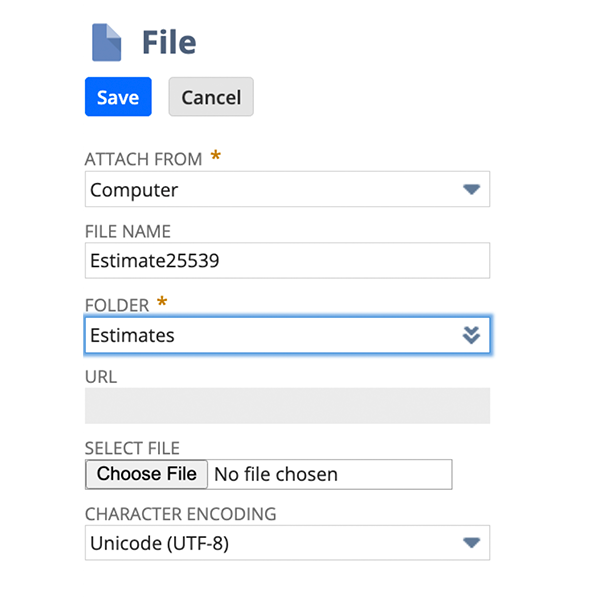 File
Save Cancel
ATTACH FROM *
Computer
FILE NAME
Estimate25539
FOLDER *
Estimates
URL
SELECT FILE
Choose File No file chosen
CHARACTER ENCODING
Unicode (UTF-8)